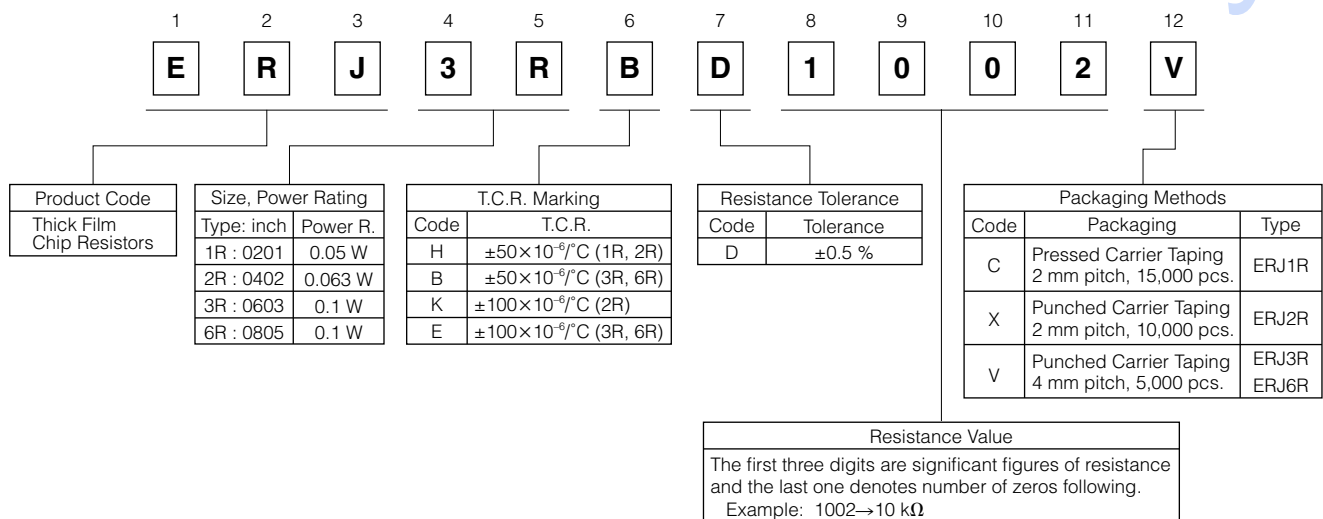 1 2 3 4 5 6 7 8 9 10 11 12
E R J 3 R B D 1 0 0 2 V
Product Code
Thick Film
Chip Resistors
Size, Power Rating
Type: inch Power R.
1R : 0201 0.05 W
2R : 0402 0.063 W
3R : 0603 0.1 W
6R : 0805 0.1 W
T.C.R. Marking
Code T.C.R.
H ±50×10⁻⁶/°C (1R, 2R)
B ±50×10⁻⁶/°C (3R, 6R)
K ±100×10⁻⁶/°C (2R)
E ±100×10⁻⁶/°C (3R, 6R)
Resistance Tolerance
Code Tolerance
D ±0.5 %
Packaging Methods
Code Packaging Type
C Pressed Carrier Taping ERJ1R
2 mm pitch, 15,000 pcs.
X Punched Carrier Taping ERJ2R
2 mm pitch, 10,000 pcs.
V Punched Carrier Taping ERJ3R
4 mm pitch, 5,000 pcs. ERJ6R
Resistance Value
The first three digits are significant figures of resistance
and the last one denotes number of zeros following.
Example: 1002→10 kΩ